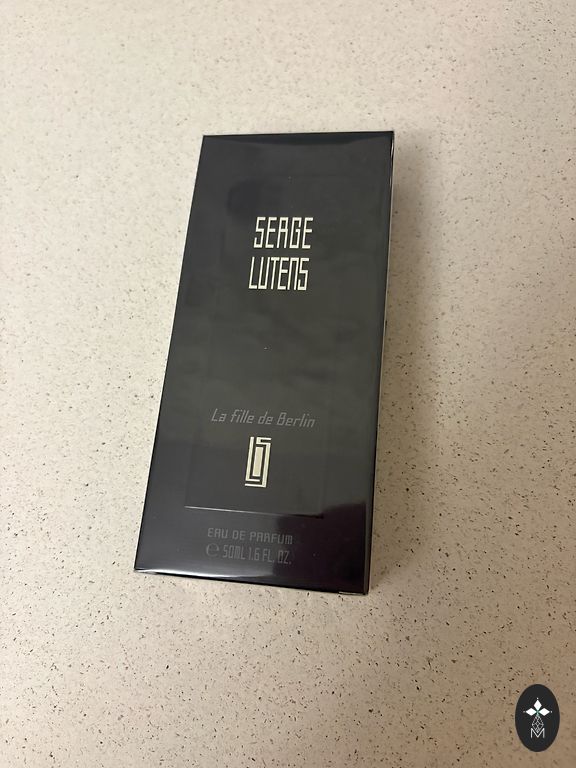 SERGE
LUTENS
La fille de Berlin
EAU DE PARFUM
℮ 50ML 1.6 FL. OZ.
M